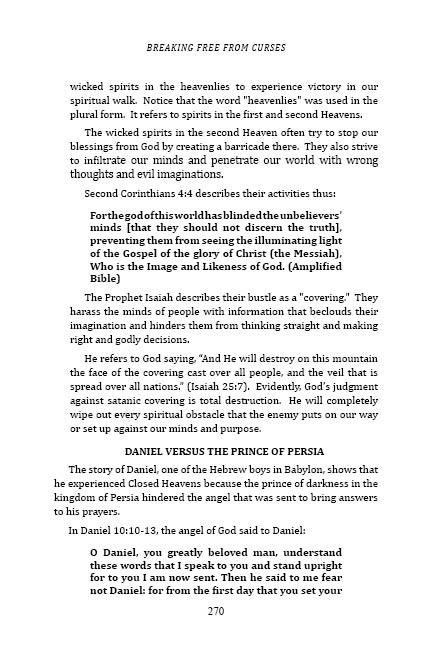 BREAKING FREE FROM CURSES
wicked spirits in the heavenlies to experience victory in our
spiritual walk. Notice that the word "heavenlies" was used in the
plural form. It refers to spirits in the first and second Heavens.
The wicked spirits in the second Heaven often try to stop our
blessings from God by creating a barricade there. They also strive
to infiltrate our minds and penetrate our world with wrong
thoughts and evil imaginations.
Second Corinthians 4:4 describes their activities thus:
For the god of this world has blinded the unbelievers’
minds [that they should not discern the truth],
preventing them from seeing the illuminating light
of the Gospel of the glory of Christ (the Messiah),
Who is the Image and Likeness of God. (Amplified
Bible)
The Prophet Isaiah describes their bustle as a "covering." They
harass the minds of people with information that beclouds their
imagination and hinders them from thinking straight and making
right and godly decisions.
He refers to God saying, “And He will destroy on this mountain
the face of the covering cast over all people, and the veil that is
spread over all nations.” (Isaiah 25:7). Evidently, God’s judgment
against satanic covering is total destruction. He will completely
wipe out every spiritual obstacle that the enemy puts on our way
or set up against our minds and purpose.
DANIEL VERSUS THE PRINCE OF PERSIA
The story of Daniel, one of the Hebrew boys in Babylon, shows that
he experienced Closed Heavens because the prince of darkness in the
kingdom of Persia hindered the angel that was sent to bring answers
to his prayers.
In Daniel 10:10-13, the angel of God said to Daniel:
O Daniel, you greatly beloved man, understand
these words that I speak to you and stand upright
for to you I am now sent. Then he said to me fear
not Daniel: for from the first day that you set your
270